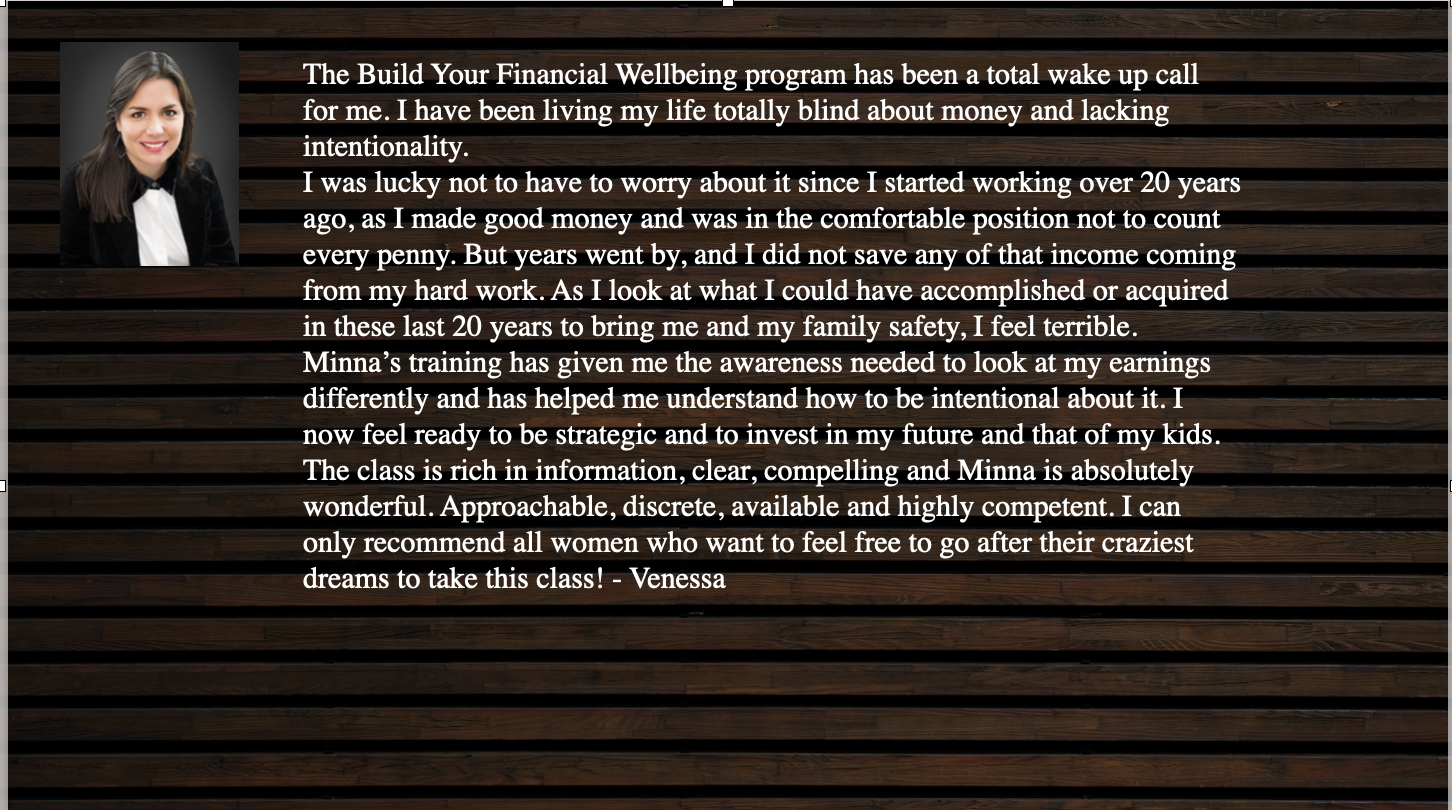 The Build Your Financial Wellbeing program has been a total wake up call
for me. I have been living my life totally blind about money and lacking
intentionality.
I was lucky not to have to worry about it since I started working over 20 years
ago, as I made good money and was in the comfortable position not to count
every penny. But years went by, and I did not save any of that income coming
from my hard work. As I look at what I could have accomplished or acquired
in these last 20 years to bring me and my family safety, I feel terrible.
Minna’s training has given me the awareness needed to look at my earnings
differently and has helped me understand how to be intentional about it. I
now feel ready to be strategic and to invest in my future and that of my kids.
The class is rich in information, clear, compelling and Minna is absolutely
wonderful. Approachable, discrete, available and highly competent. I can
only recommend all women who want to feel free to go after their craziest
dreams to take this class! - Venessa